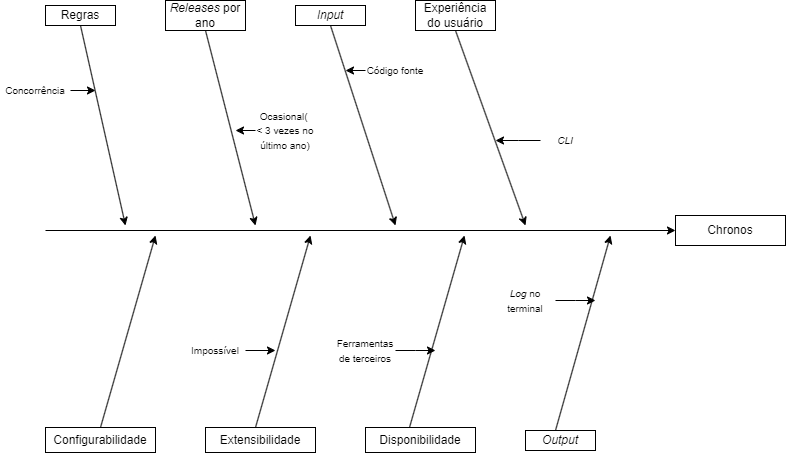 Regras
Releases por
ano
Input
Experiência
do usuário
Concorrência
Ocasional(
< 3 vezes no
último ano)
Código fonte
CLI
Chronos
Impossível
Ferramentas
de terceiros
Log no
terminal
Configurabilidade
Extensibilidade
Disponibilidade
Output